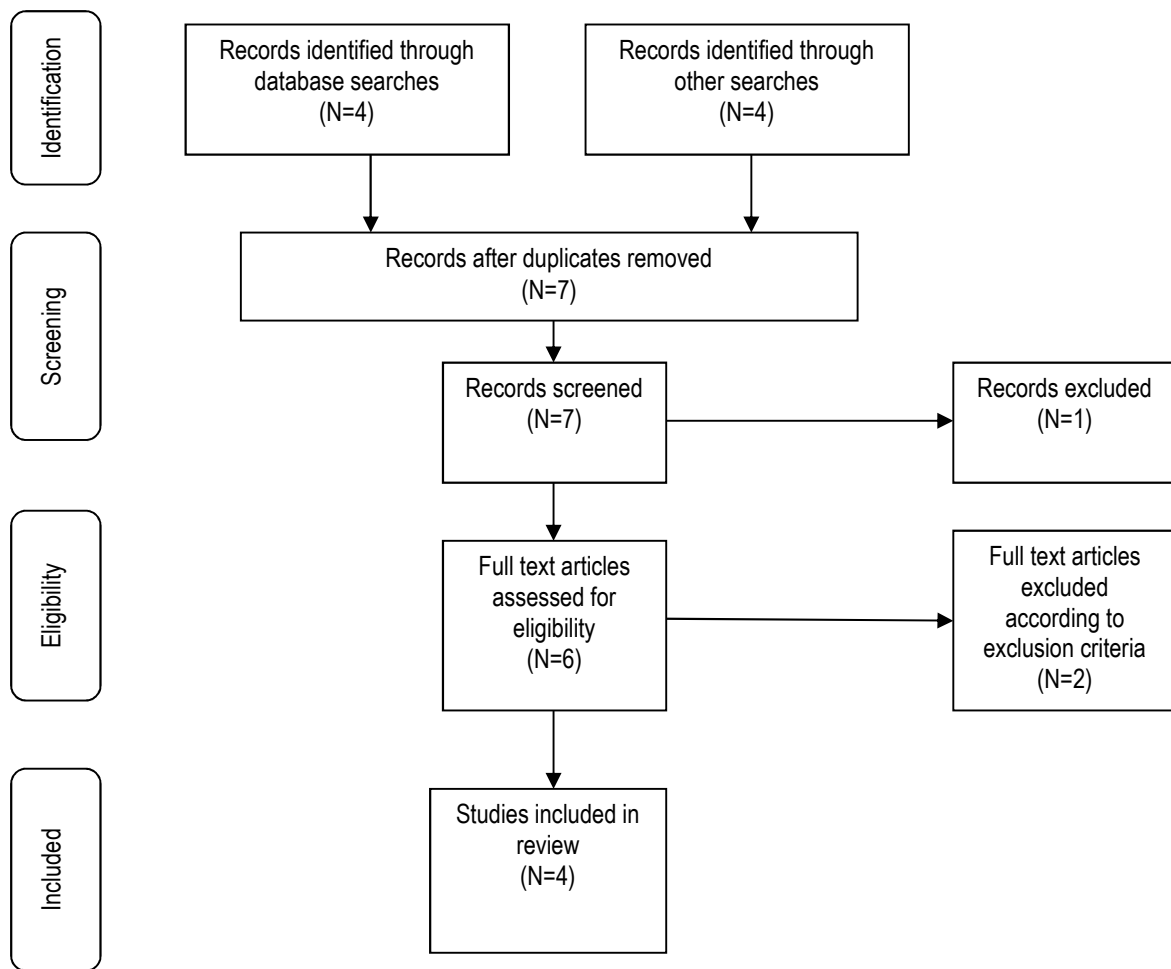 Identification
Records identified through
database searches
(N=4)
Records identified through
other searches
(N=4)
Screening
Records after duplicates removed
(N=7)
Records screened
(N=7)
Records excluded
(N=1)
Eligibility
Full text articles
assessed for
eligibility
(N=6)
Full text articles
excluded
according to
exclusion criteria
(N=2)
Included
Studies included in
review
(N=4)